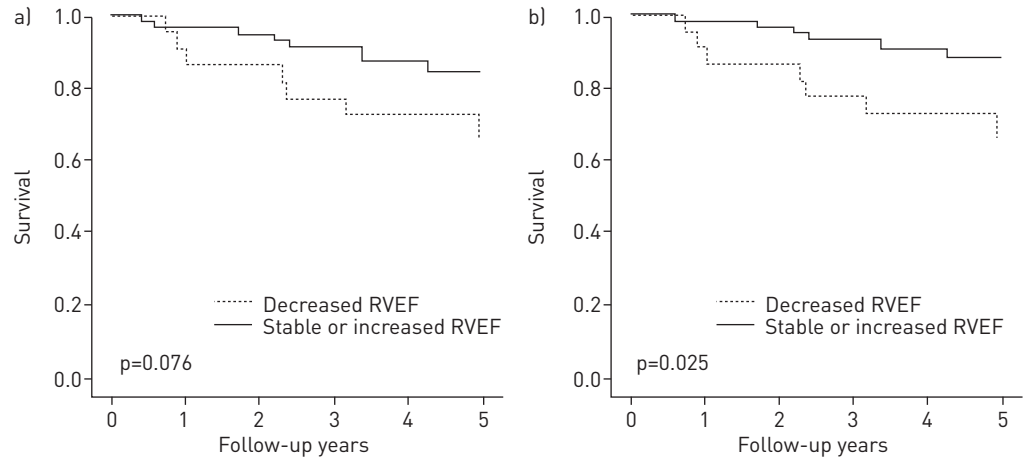 a)
1.0
0.8
0.6
0.4
0.2
0.0
Survival
Decreased RVEF
Stable or increased RVEF
p=0.076
0 1 2 3 4 5
Follow-up years
b)
1.0
0.8
0.6
0.4
0.2
0.0
Survival
Decreased RVEF
Stable or increased RVEF
p=0.025
0 1 2 3 4 5
Follow-up years